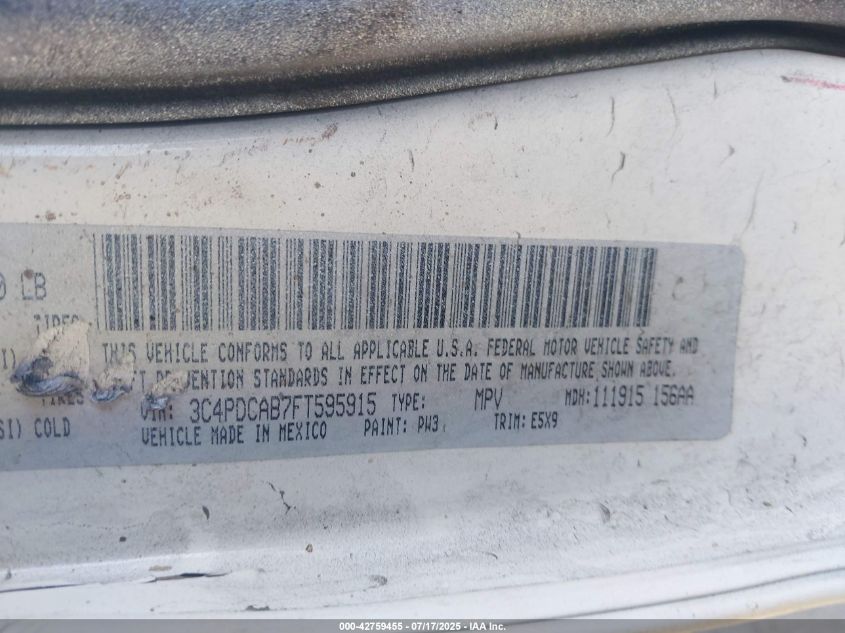 LB
TIRES
THIS VEHICLE CONFORMS TO ALL APPLICABLE U.S.A. FEDERAL MOTOR VEHICLE SAFETY AND
STANDARDS IN EFFECT ON THE DATE OF MANUFACTURE SHOWN ABOVE.
TIRES VIN: 3C4PDCAB7FT595915 TYPE: MPV MDH:111915 156AA
SI) COLD VEHICLE MADE IN MEXICO PAINT: PW3 TRIM: E5X9
000-42759455 - 07/17/2025 - IAA Inc.